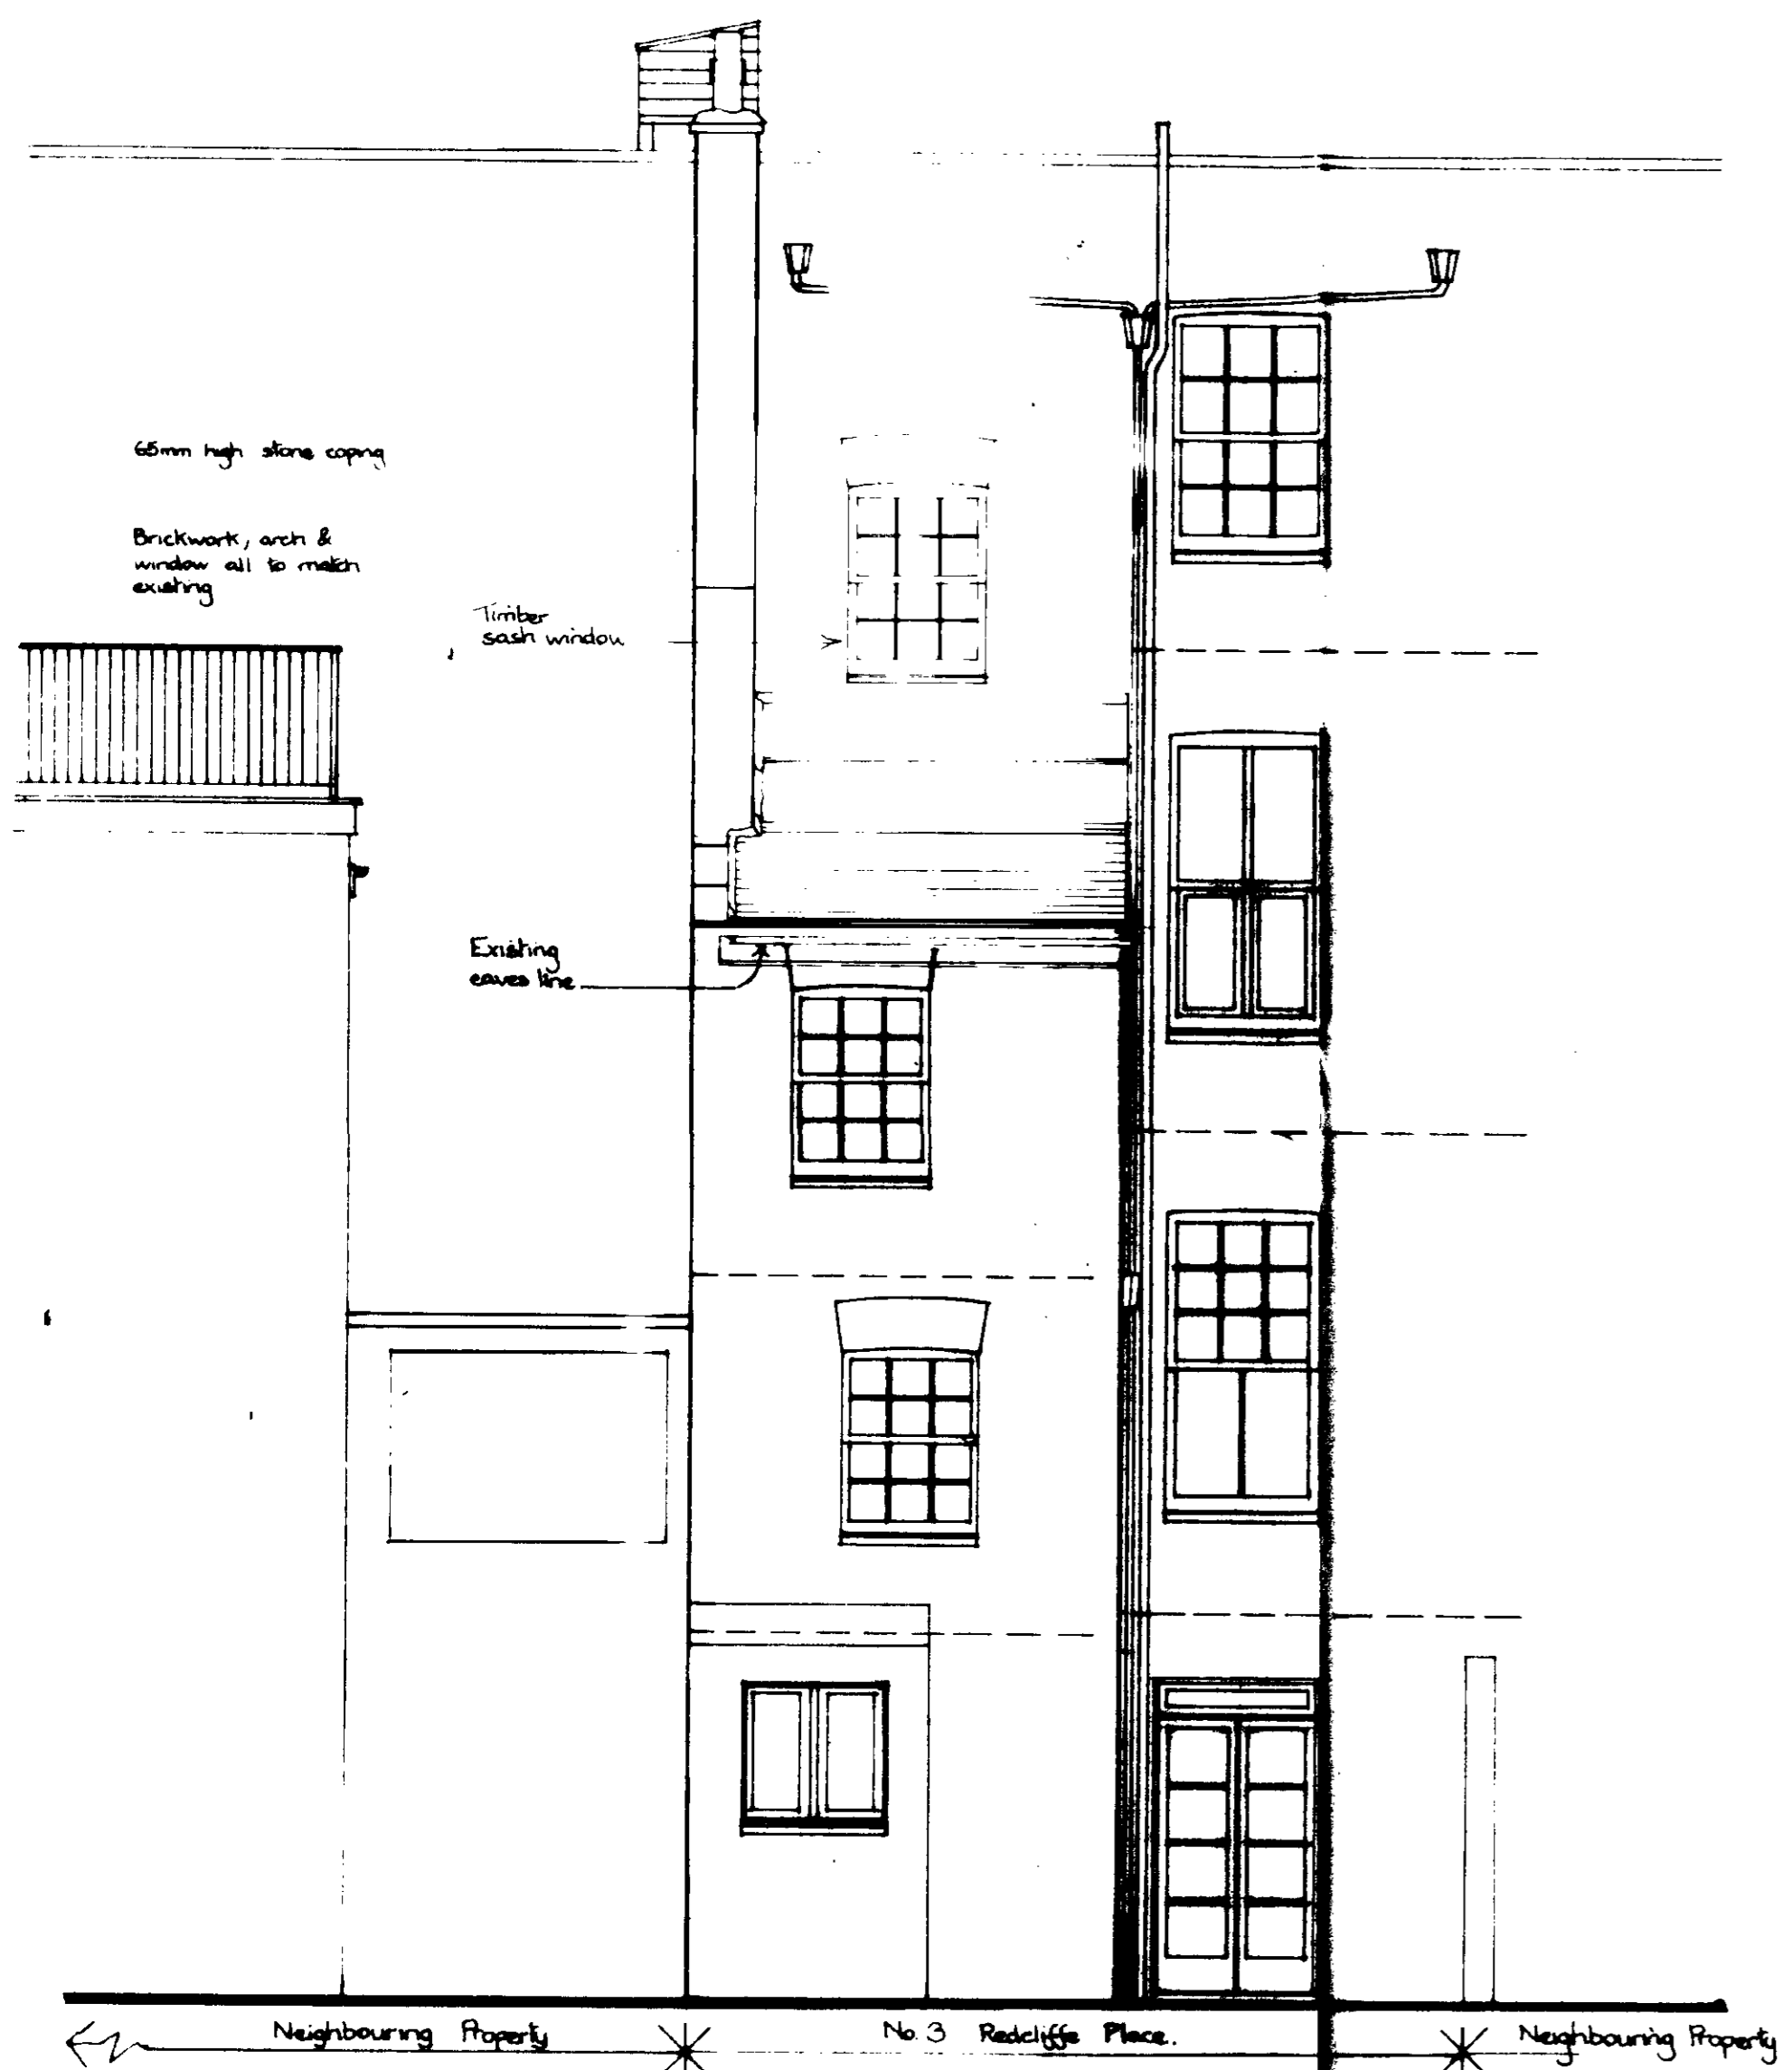 65mm high stone coping
Brickwork, arch &
window all to match
existing
Timber
sash window
Existing
eaves line
Neighbouring Property
No. 3 Redcliffe Place.
Neighbouring Property